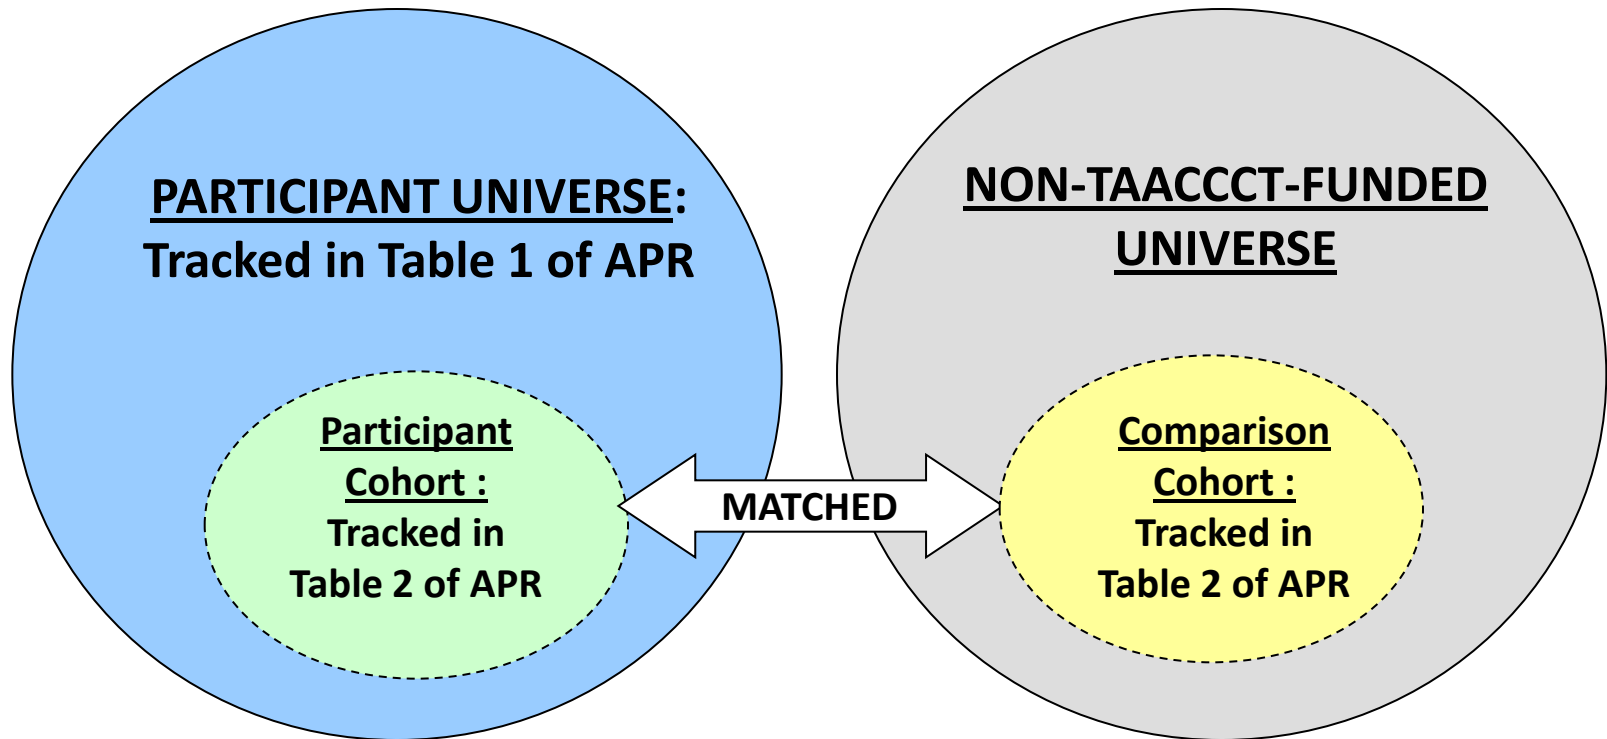 PARTICIPANT UNIVERSE:
Tracked in Table 1 of APR
NON-TAACCCT-FUNDED
UNIVERSE
Participant
Cohort :
Tracked in
Table 2 of APR
MATCHED
Comparison
Cohort :
Tracked in
Table 2 of APR